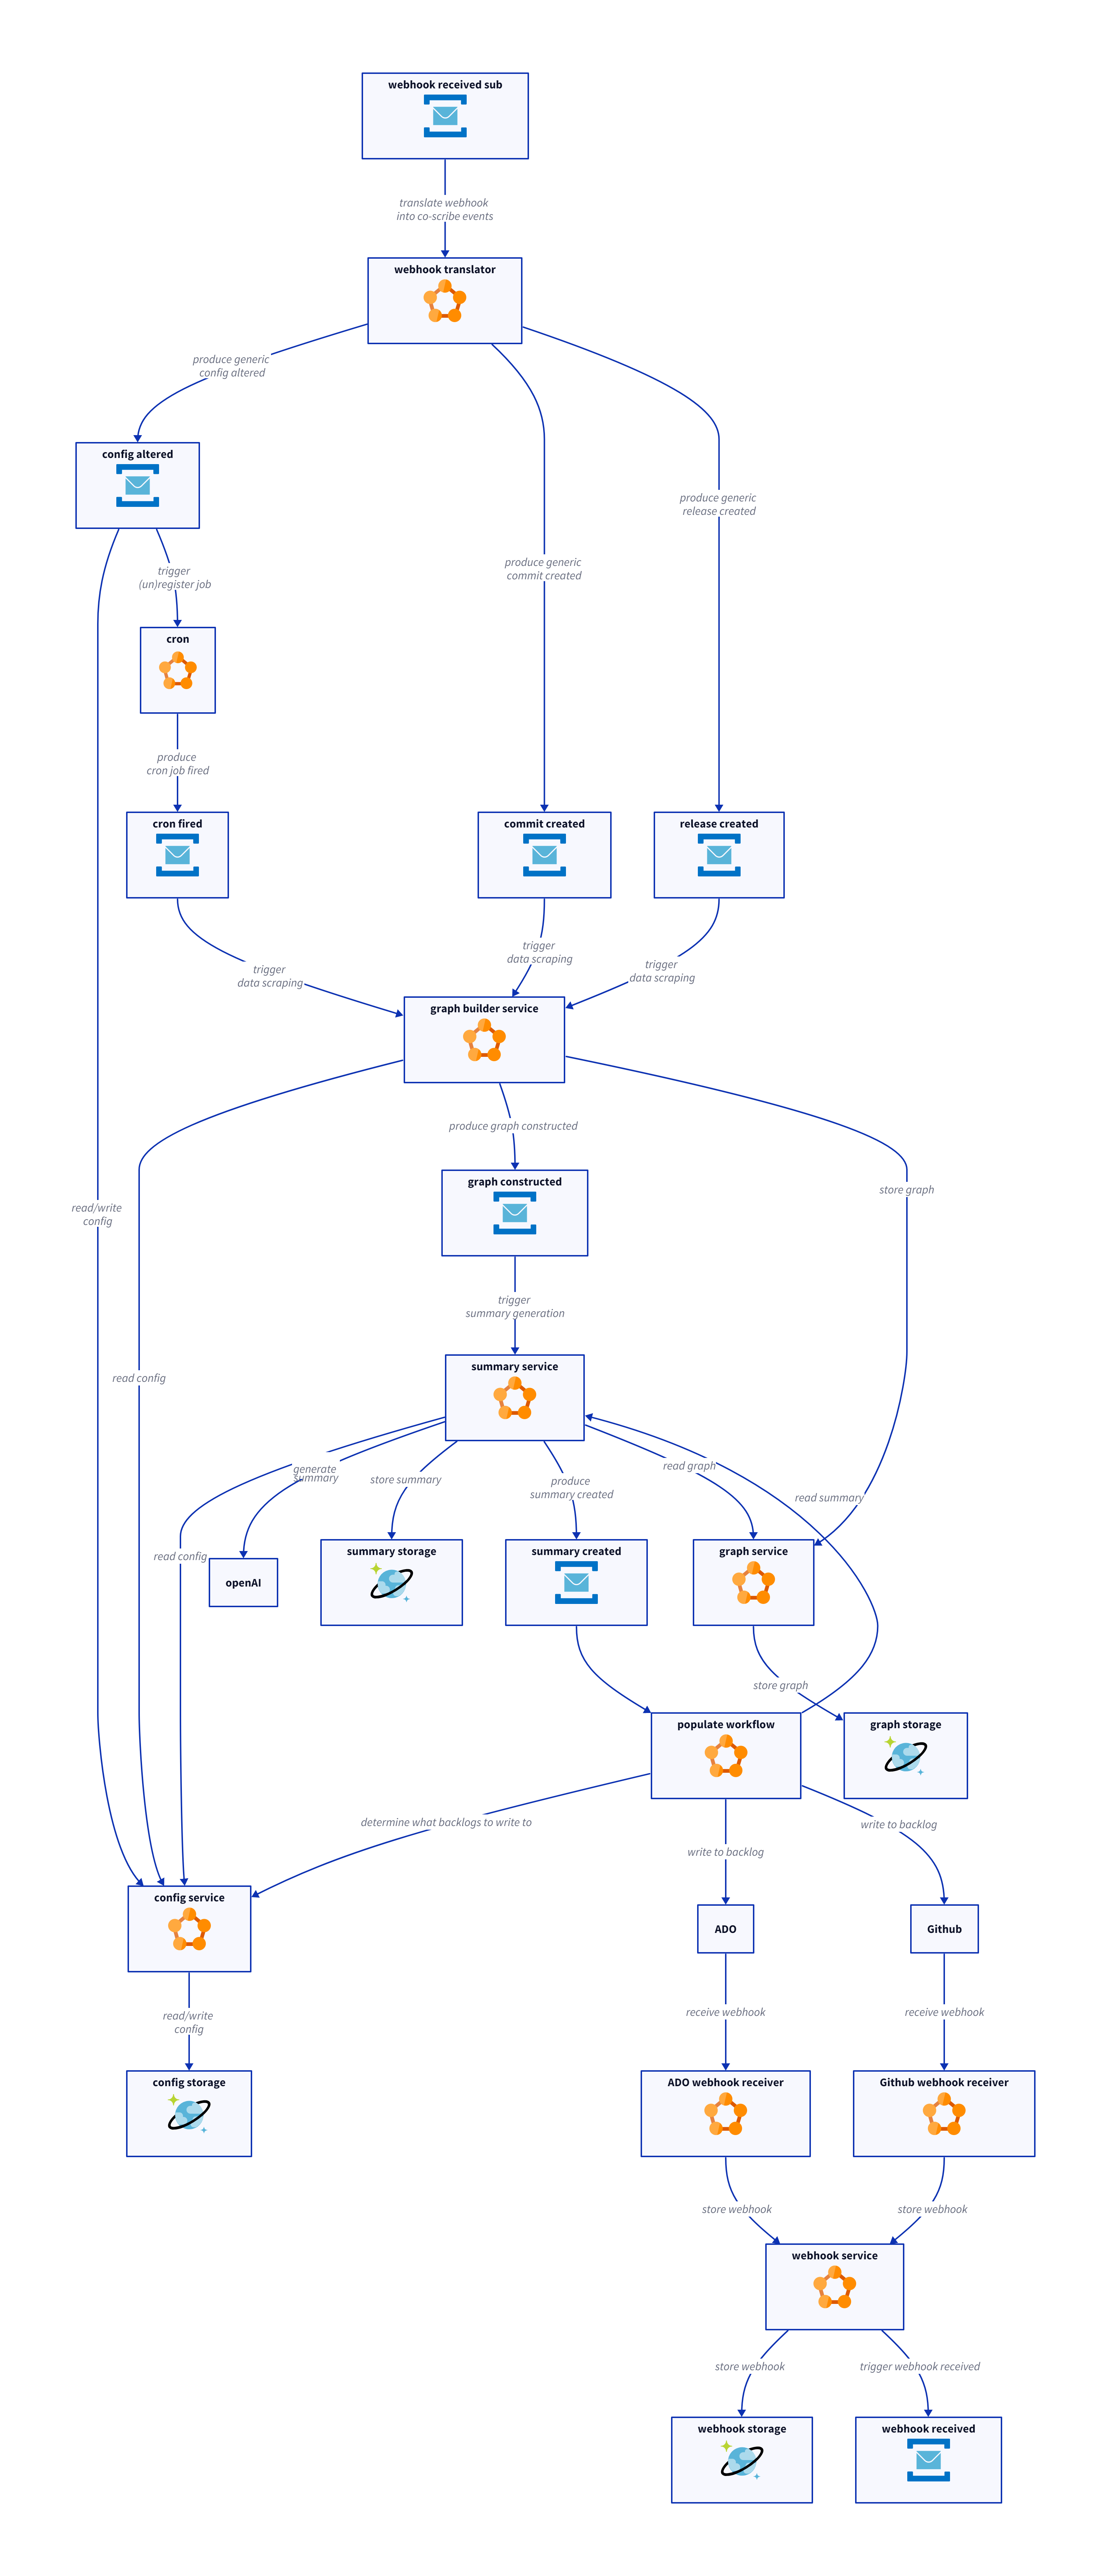 webhook received sub
translate webhook
into co-scribe events
webhook translator
produce generic
config altered
config altered
produce generic
release created
trigger
(un)register job
produce generic
commit created
cron
produce
cron job fired
cron fired
commit created
release created
trigger
data scraping
trigger
data scraping
trigger
data scraping
graph builder service
produce graph constructed
graph constructed
store graph
read/write
config
trigger
summary generation
summary service
read config
generate
summary
store summary
produce
summary created
read graph
read summary
read config
openAI
summary storage
summary created
graph service
store graph
populate workflow
graph storage
determine what backlogs to write to
write to backlog
write to backlog
config service
ADO
Github
read/write
config
receive webhook
receive webhook
config storage
ADO webhook receiver
Github webhook receiver
store webhook
store webhook
webhook service
store webhook
trigger webhook received
webhook storage
webhook received